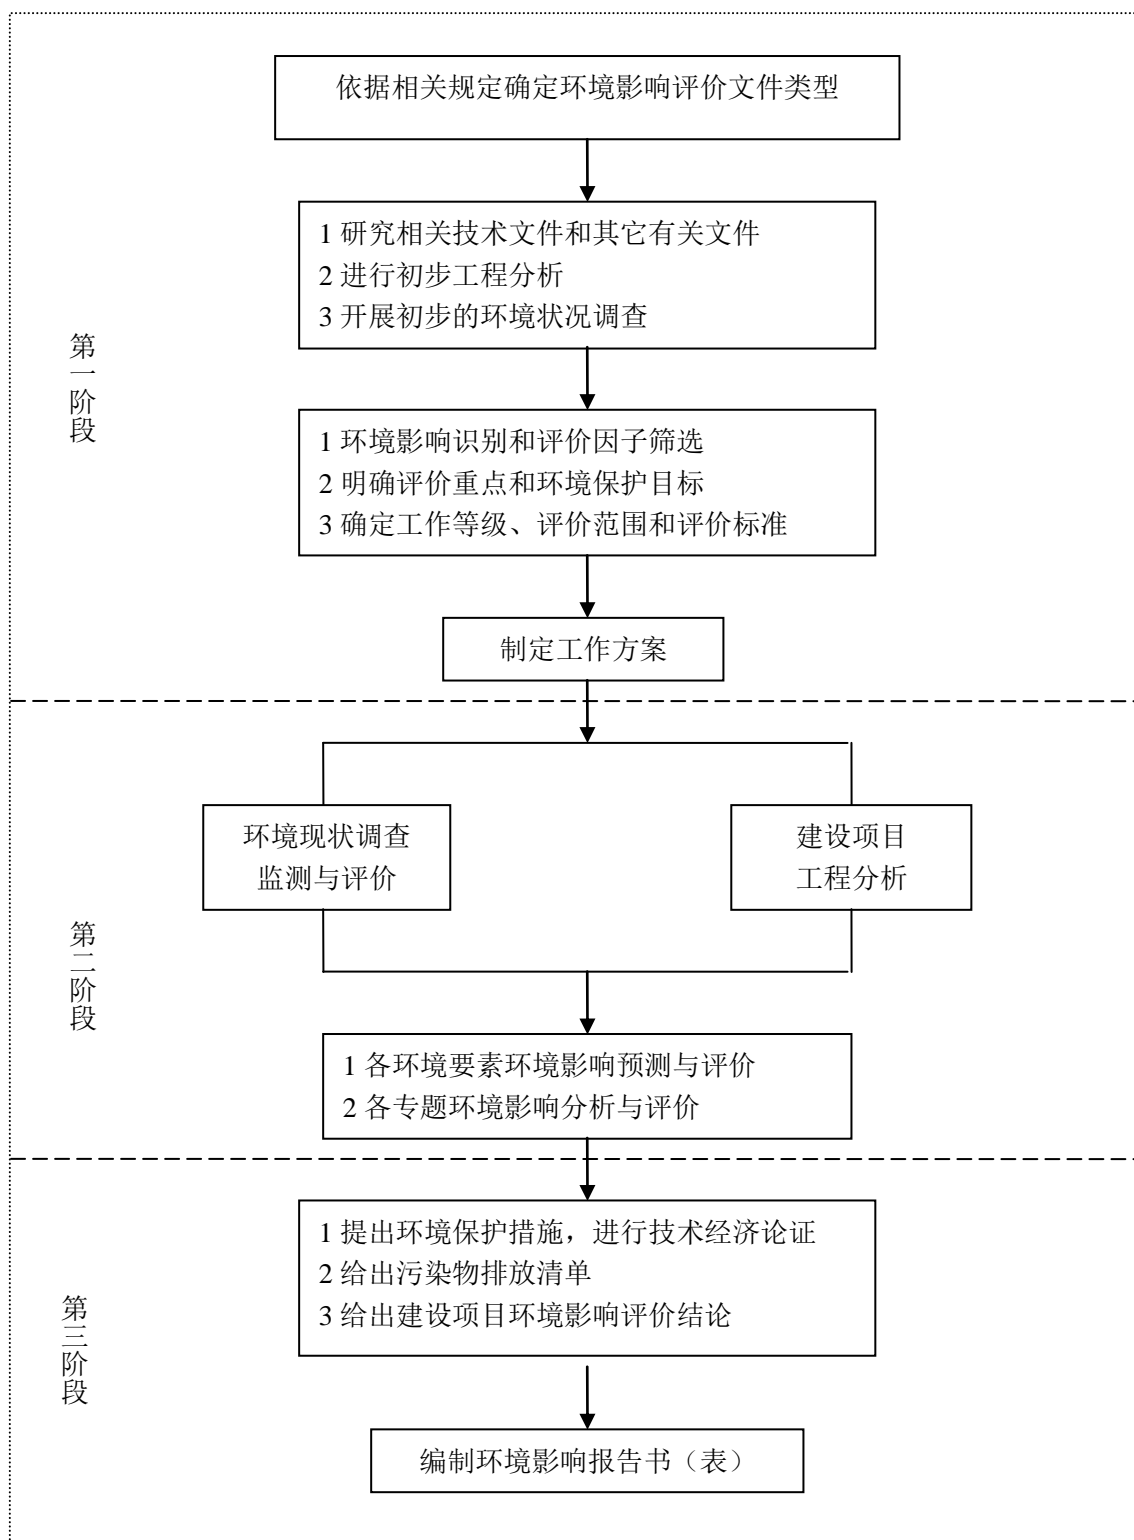 依据相关规定确定环境影响评价文件类型
1 研究相关技术文件和其它有关文件
2 进行初步工程分析
3 开展初步的环境状况调查
第一阶段
1 环境影响识别和评价因子筛选
2 明确评价重点和环境保护目标
3 确定工作等级、评价范围和评价标准
制定工作方案
环境现状调查
监测与评价
建设项目
工程分析
第二阶段
1 各环境要素环境影响预测与评价
2 各专题环境影响分析与评价
1 提出环境保护措施，进行技术经济论证
2 给出污染物排放清单
3 给出建设项目环境影响评价结论
第三阶段
编制环境影响报告书（表）